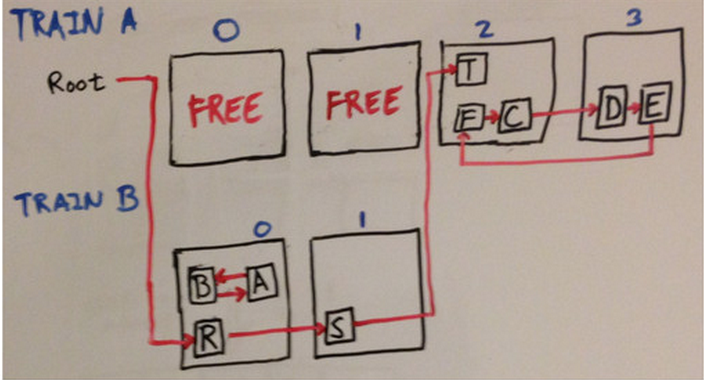 TRAIN A
0 1 2 3
Root
FREE FREE
T
F C D E
TRAIN B
0 1
B A
R S